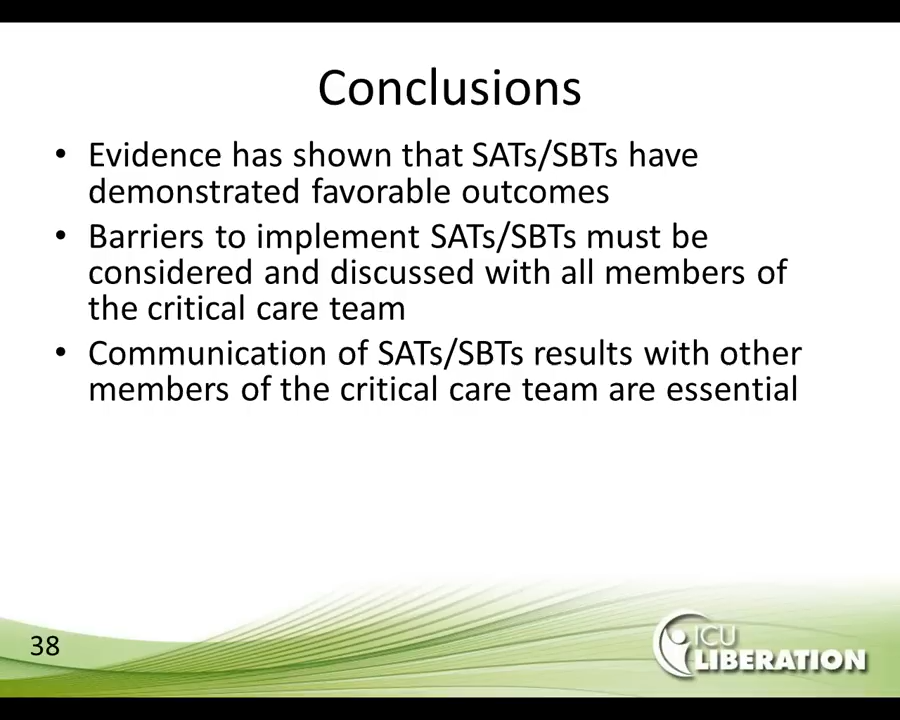 Conclusions
• Evidence has shown that SATs/SBTs have
demonstrated favorable outcomes
• Barriers to implement SATs/SBTs must be
considered and discussed with all members of
the critical care team
• Communication of SATs/SBTs results with other
members of the critical care team are essential
38
ICU
LIBERATION